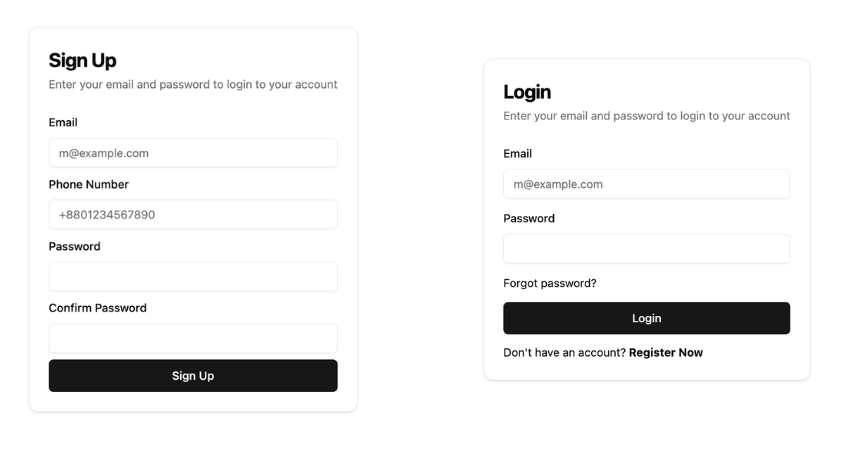 Sign Up
Enter your email and password to login to your account
Email
m@example.com
Phone Number
+8801234567890
Password
Confirm Password
Sign Up
Login
Enter your email and password to login to your account
Email
m@example.com
Password
Forgot password?
Login
Don't have an account? Register Now